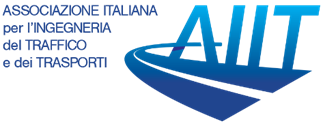 ASSOCIAZIONE ITALIANA
per l'INGEGNERIA
del TRAFFICO
e dei TRASPORTI
AIIT